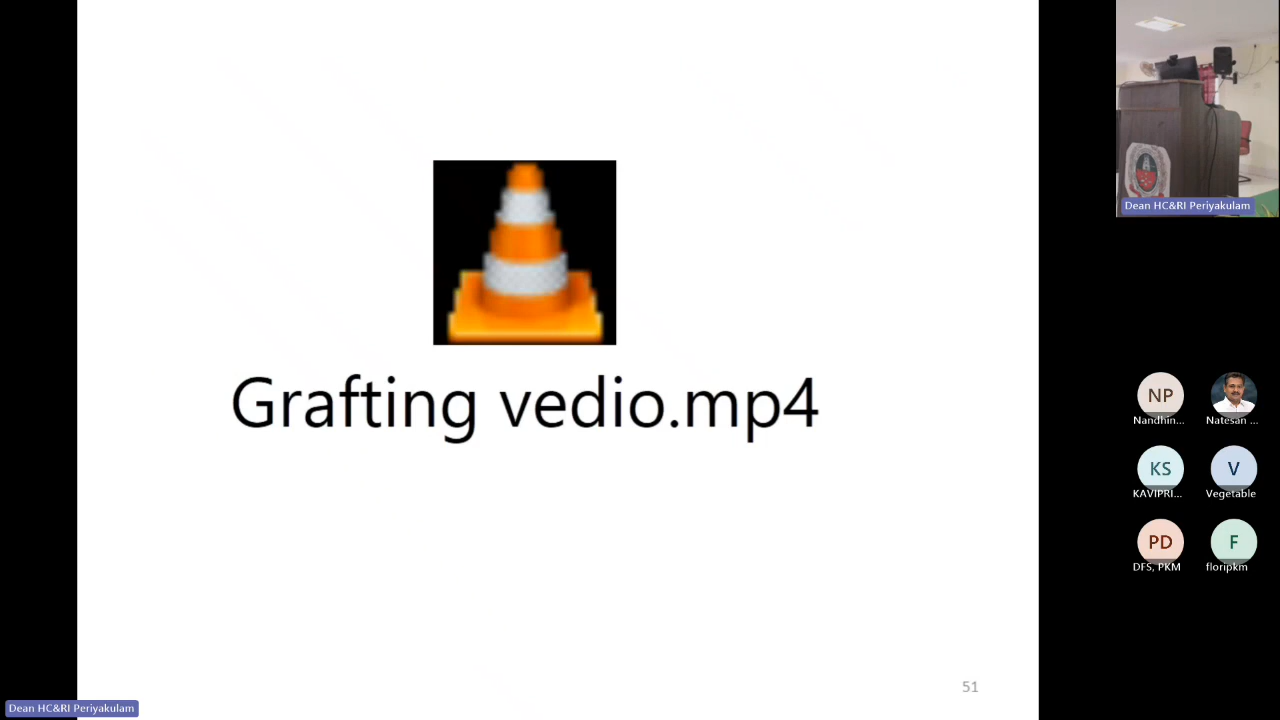 Grafting vedio.mp4
51
Dean HC&RI Periyakulam
NP
Nandhin...
Natesan ...
KS
KAVIPRI...
V
Vegetable
PD
DFS, PKM
F
floripkm
Dean HC&RI Periyakulam